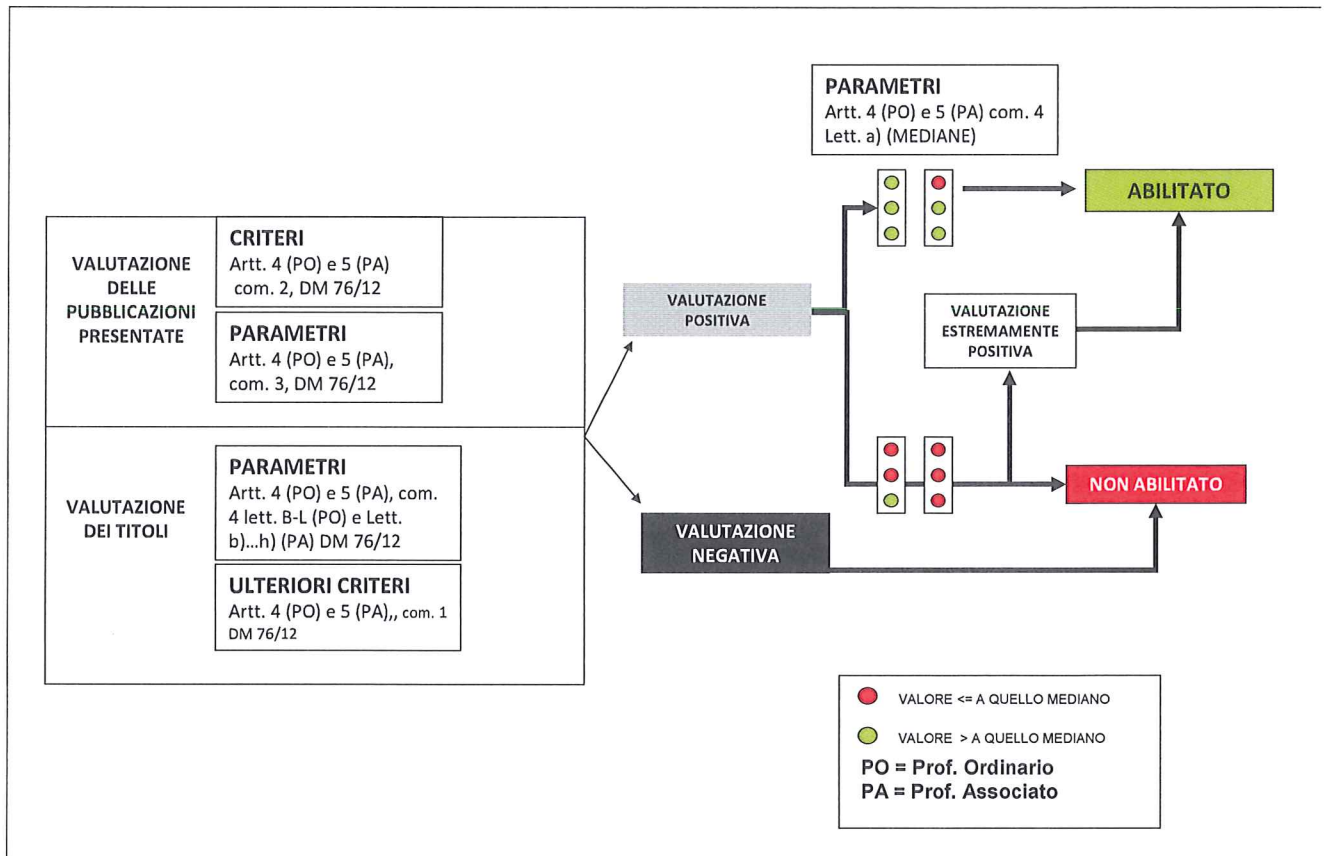 VALUTAZIONE
DELLE
PUBBLICAZIONI
PRESENTATE
CRITERI
Artt. 4 (PO) e 5 (PA)
com. 2, DM 76/12
PARAMETRI
Artt. 4 (PO) e 5 (PA),
com. 3, DM 76/12
VALUTAZIONE
DEI TITOLI
PARAMETRI
Artt. 4 (PO) e 5 (PA), com.
4 lett. B-L (PO) e Lett.
b)...h) (PA) DM 76/12
ULTERIORI CRITERI
Artt. 4 (PO) e 5 (PA),, com. 1
DM 76/12
VALUTAZIONE
POSITIVA
VALUTAZIONE
NEGATIVA
PARAMETRI
Artt. 4 (PO) e 5 (PA) com. 4
Lett. a) (MEDIANE)
ABILITATO
VALUTAZIONE
ESTREMAMENTE
POSITIVA
NON ABILITATO
VALORE <= A QUELLO MEDIANO
VALORE > A QUELLO MEDIANO
PO = Prof. Ordinario
PA = Prof. Associato